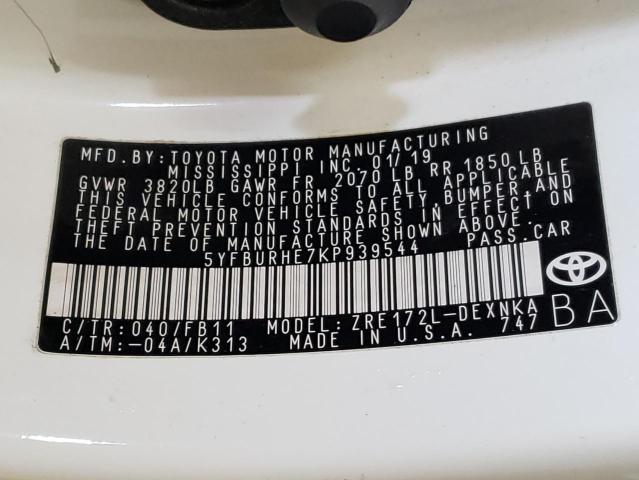 MFD.BY:TOYOTA MOTOR MANUFACTURING
MISSISSIPPI INC. 01/19
GVWR 3820LB GAWR FR 2070 LB RR 1850LB
THIS VEHICLE CONFORMS TO ALL APPLICABLE
FEDERAL MOTOR VEHICLE SAFETY,BUMPER,AND
THEFT PREVENTION STANDARDS IN EFFECT ON
THE DATE OF MANUFACTURE SHOWN ABOVE.
5YFBURHE7KP939544 PASS.CAR
C/TR:040/FB11 MODEL:ZRE172L-DEXNKA
A/TM:-04A/K313 MADE IN U.S.A. 747
BA